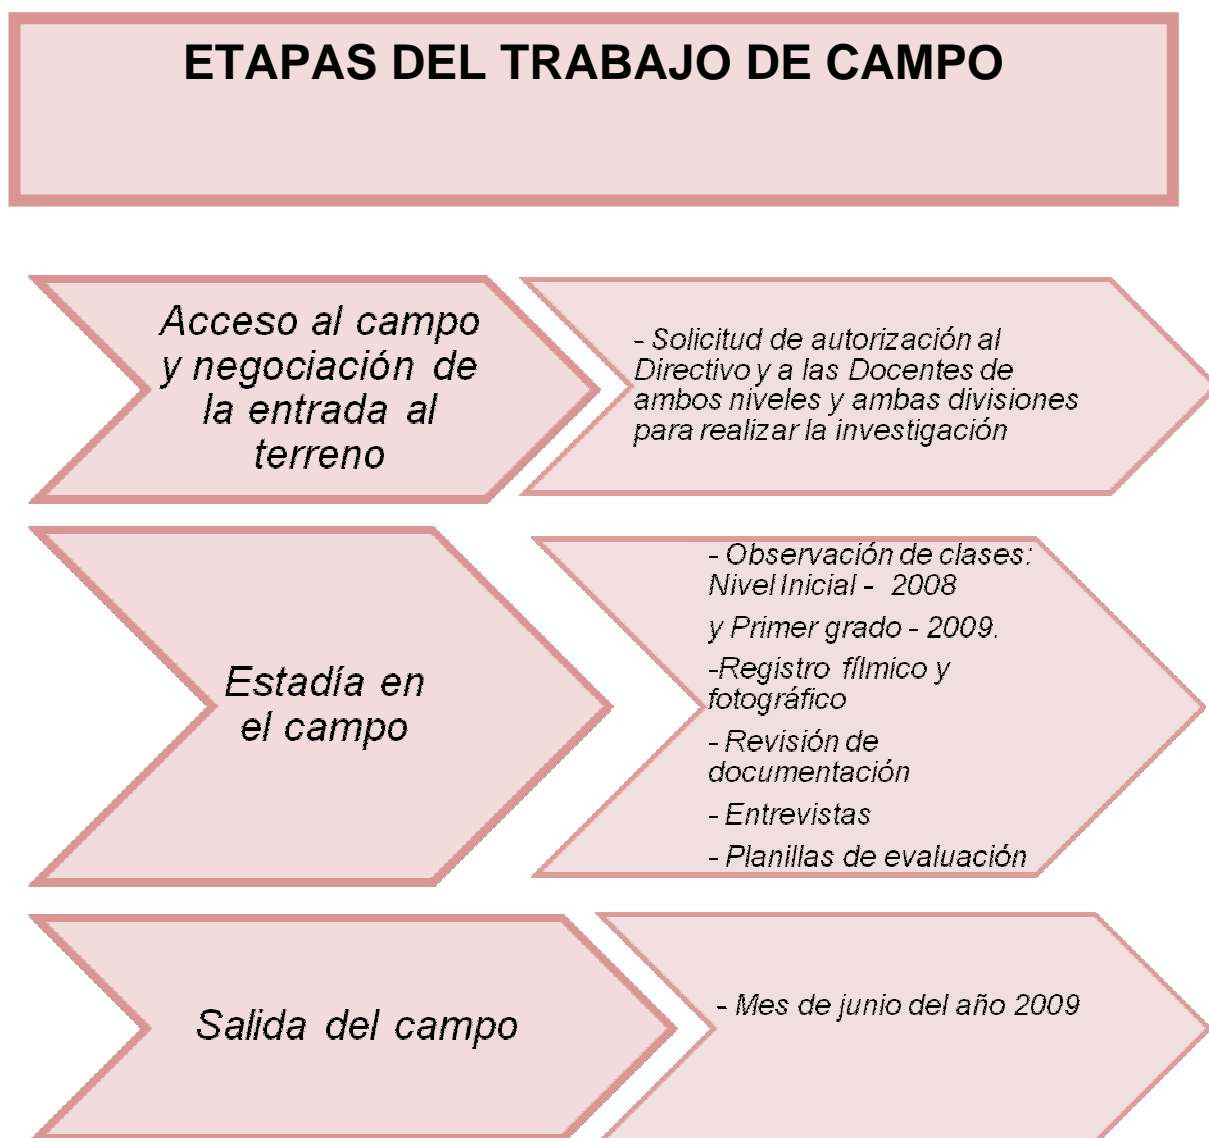 ETAPAS DEL TRABAJO DE CAMPO
Acceso al campo
y negociación de
la entrada al
terreno
- Solicitud de autorización al
Directivo y a las Docentes de
ambos niveles y ambas divisiones
para realizar la investigación
Estadía en
el campo
- Observación de clases:
Nivel Inicial - 2008
y Primer grado - 2009.
-Registro fílmico y
fotográfico
- Revisión de
documentación
- Entrevistas
- Planillas de evaluación
Salida del campo
- Mes de junio del año 2009